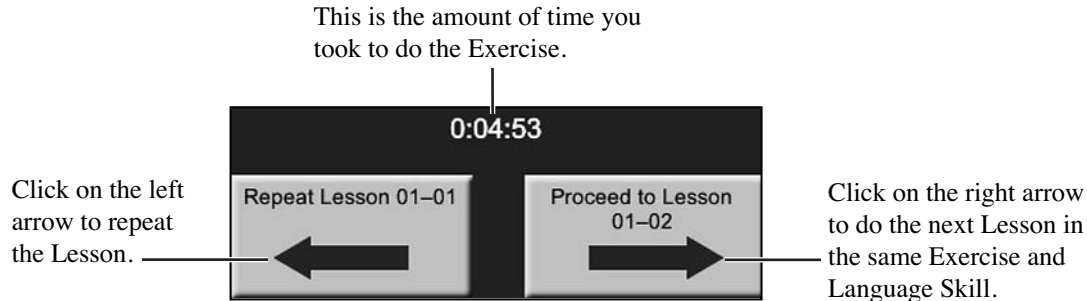 This is the amount of time you
took to do the Exercise.
0:04:53
Click on the left
arrow to repeat
the Lesson.
Repeat Lesson 01–01
Proceed to Lesson
01–02
Click on the right arrow
to do the next Lesson in
the same Exercise and
Language Skill.